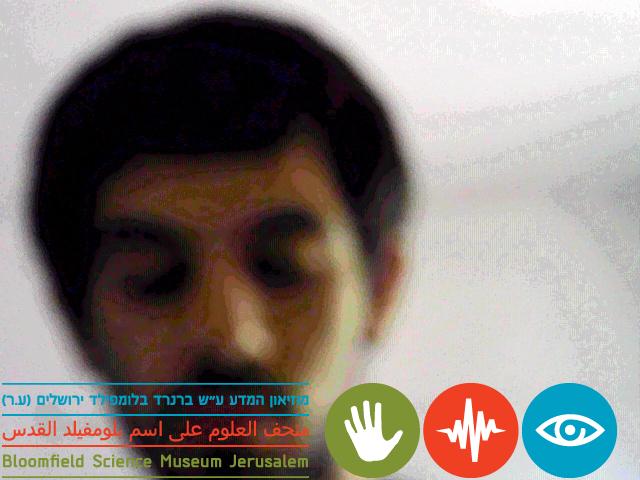 מוזיאון המדע ע״ש ברנרד בלומפילד ירושלים (ע.ר)
متحف العلوم على اسم بلومفيلد القدس
Bloomfield Science Museum Jerusalem